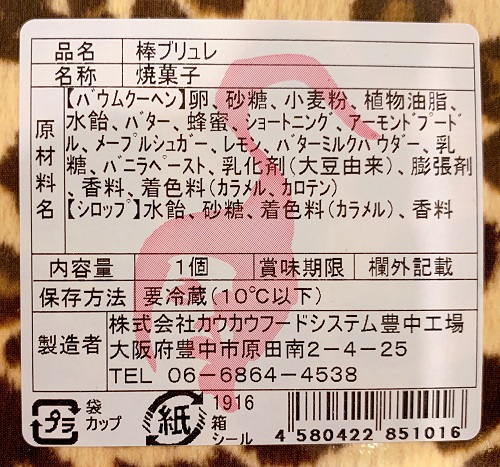 品名 棒ブリュレ
名称 焼菓子
原材料名
【バウムクーヘン】卵、砂糖、小麦粉、植物油脂、
水飴、バター、蜂蜜、ショートニング、アーモンドプードル、
メープルシュガー、レモン、バターミルクパウダー、乳
糖、バニラペースト、乳化剤(大豆由来)、膨張剤
、香料、着色料(カラメル、カロテン)
【シロップ】水飴、砂糖、着色料(カラメル)、香料
内容量 1個 賞味期限 欄外記載
保存方法 要冷蔵(10℃以下)
製造者
株式会社カウカウフードシステム豊中工場
大阪府豊中市原田南2-4-25
TEL 06-6864-4538
プラ
袋
カップ
紙
1916
箱
シール
4 580422 851016